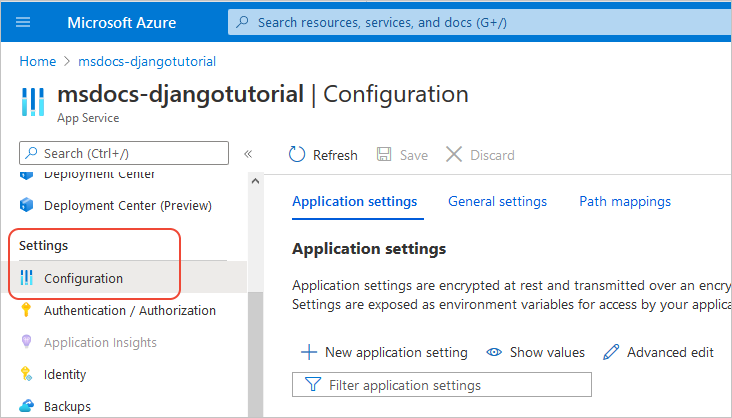 Microsoft Azure
Search resources, services, and docs (G+/)
Home > msdocs-djangotutorial
msdocs-djangotutorial | Configuration
App Service
Search (Ctrl+/)
«
Deployment Center
Deployment Center (Preview)
Settings
Configuration
Authentication / Authorization
Application Insights
Identity
Backups
Refresh
Save
Discard
Application settings
General settings
Path mappings
Application settings
Application settings are encrypted at rest and transmitted over an encry
Settings are exposed as environment variables for access by your applica
New application setting
Show values
Advanced edit
Filter application settings